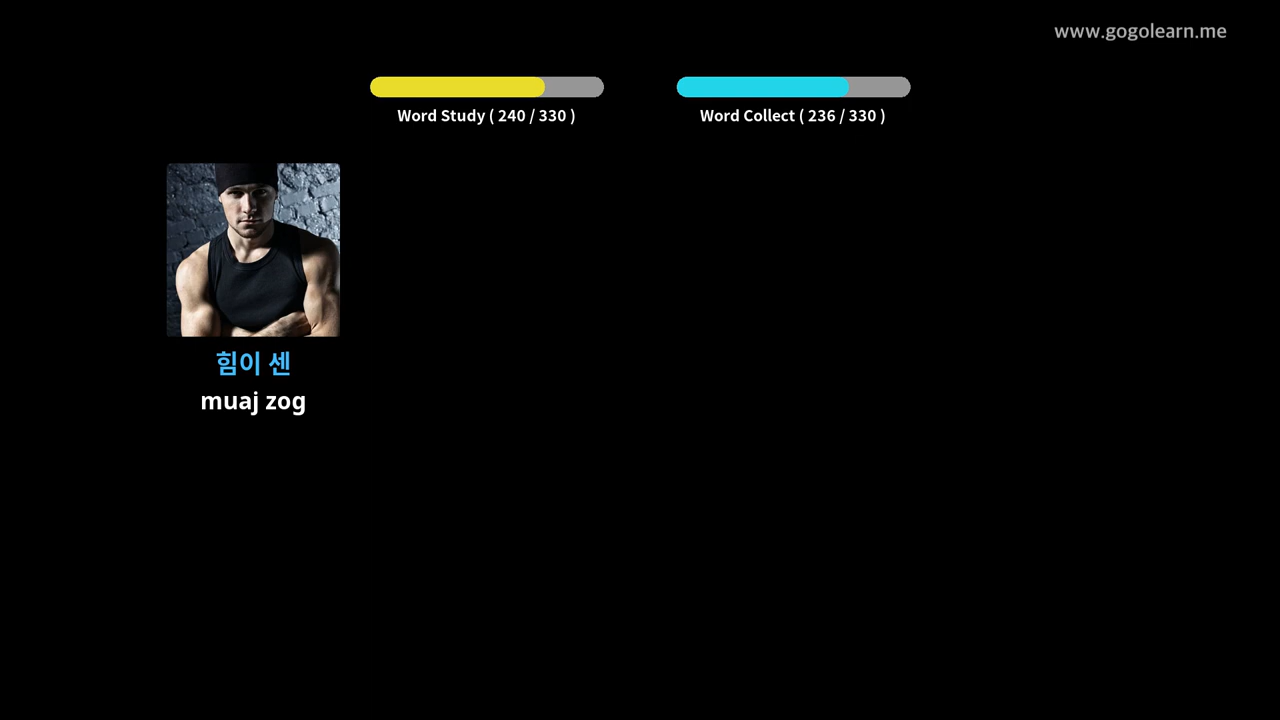 www.gogolearn.me
Word Study ( 240 / 330 )
Word Collect ( 236 / 330 )
힘이 센
muaj zog